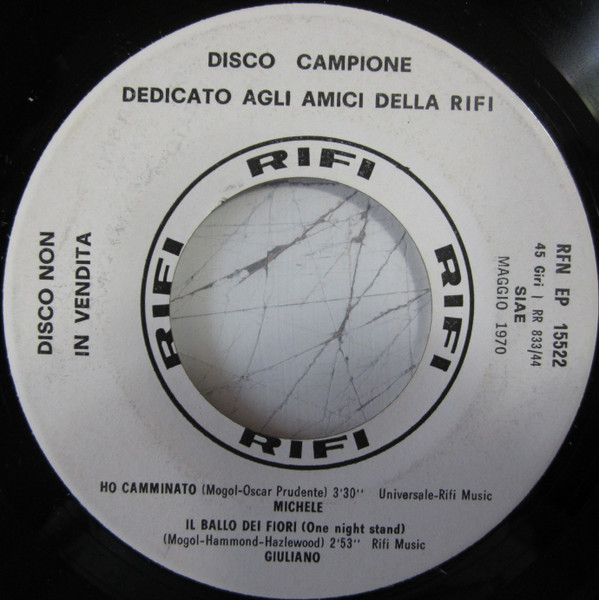 DISCO CAMPIONE
DEDICATO AGLI AMICI DELLA RIFI
RIFI
RIFI
RIFI
RIFI
DISCO NON
IN VENDITA
RFN EP 15522
45 Giri | RR 833/44
SIAE
MAGGIO 1970
HO CAMMINATO (Mogol-Oscar Prudente) 3'30'' Universale-Rifi Music
MICHELE
IL BALLO DEI FIORI (One night stand)
(Mogol-Hammond-Hazlewood) 2'53'' Rifi Music
GIULIANO